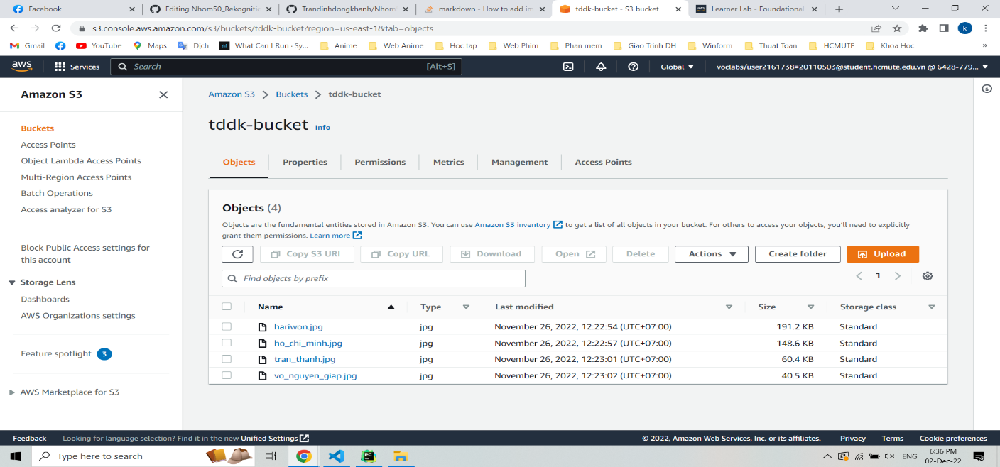 Facebook
Editing Nhom50_Rekogniti
Trandinhdongkhanh/Nhom
markdown - How to add im
tddk-bucket - S3 bucket
Learner Lab - Foundational
s3.console.aws.amazon.com/s3/buckets/tddk-bucket?region=us-east-1&tab=objects
k
Gmail YouTube Maps Dịch What Can I Run - Sy... Anime Web Anime Hoc tap Web Phim Phan mem Giao Trinh DH Winform Thuat Toan HCMUTE Khoa Hoc »
aws Services Search [Alt+S] Global voclabs/user2161738=20110503@student.hcmute.edu.vn @ 6428-779...
Amazon S3
Buckets
Access Points
Object Lambda Access Points
Multi-Region Access Points
Batch Operations
Access analyzer for S3
Block Public Access settings for
this account
Storage Lens
Dashboards
AWS Organizations settings
Feature spotlight 3
AWS Marketplace for S3
Amazon S3 Buckets tddk-bucket
tddk-bucket Info
Objects Properties Permissions Metrics Management Access Points
Objects (4)
Objects are the fundamental entities stored in Amazon S3. You can use Amazon S3 inventory to get a list of all objects in your bucket. For others to access your objects, you'll need to explicitly
grant them permissions. Learn more
Copy S3 URI Copy URL Download Open Delete Actions Create folder Upload
Find objects by prefix
1
Name Type Last modified Size Storage class
hariwon.jpg jpg November 26, 2022, 12:22:54 (UTC+07:00) 191.2 KB Standard
ho_chi_minh.jpg jpg November 26, 2022, 12:22:57 (UTC+07:00) 148.6 KB Standard
tran_thanh.jpg jpg November 26, 2022, 12:23:01 (UTC+07:00) 60.4 KB Standard
vo_nguyen_giap.jpg jpg November 26, 2022, 12:23:02 (UTC+07:00) 40.5 KB Standard
Feedback Looking for language selection? Find it in the new Unified Settings © 2022, Amazon Web Services, Inc. or its affiliates. Privacy Terms Cookie preferences
Type here to search
PC
ENG
6:36 PM
02-Dec-22